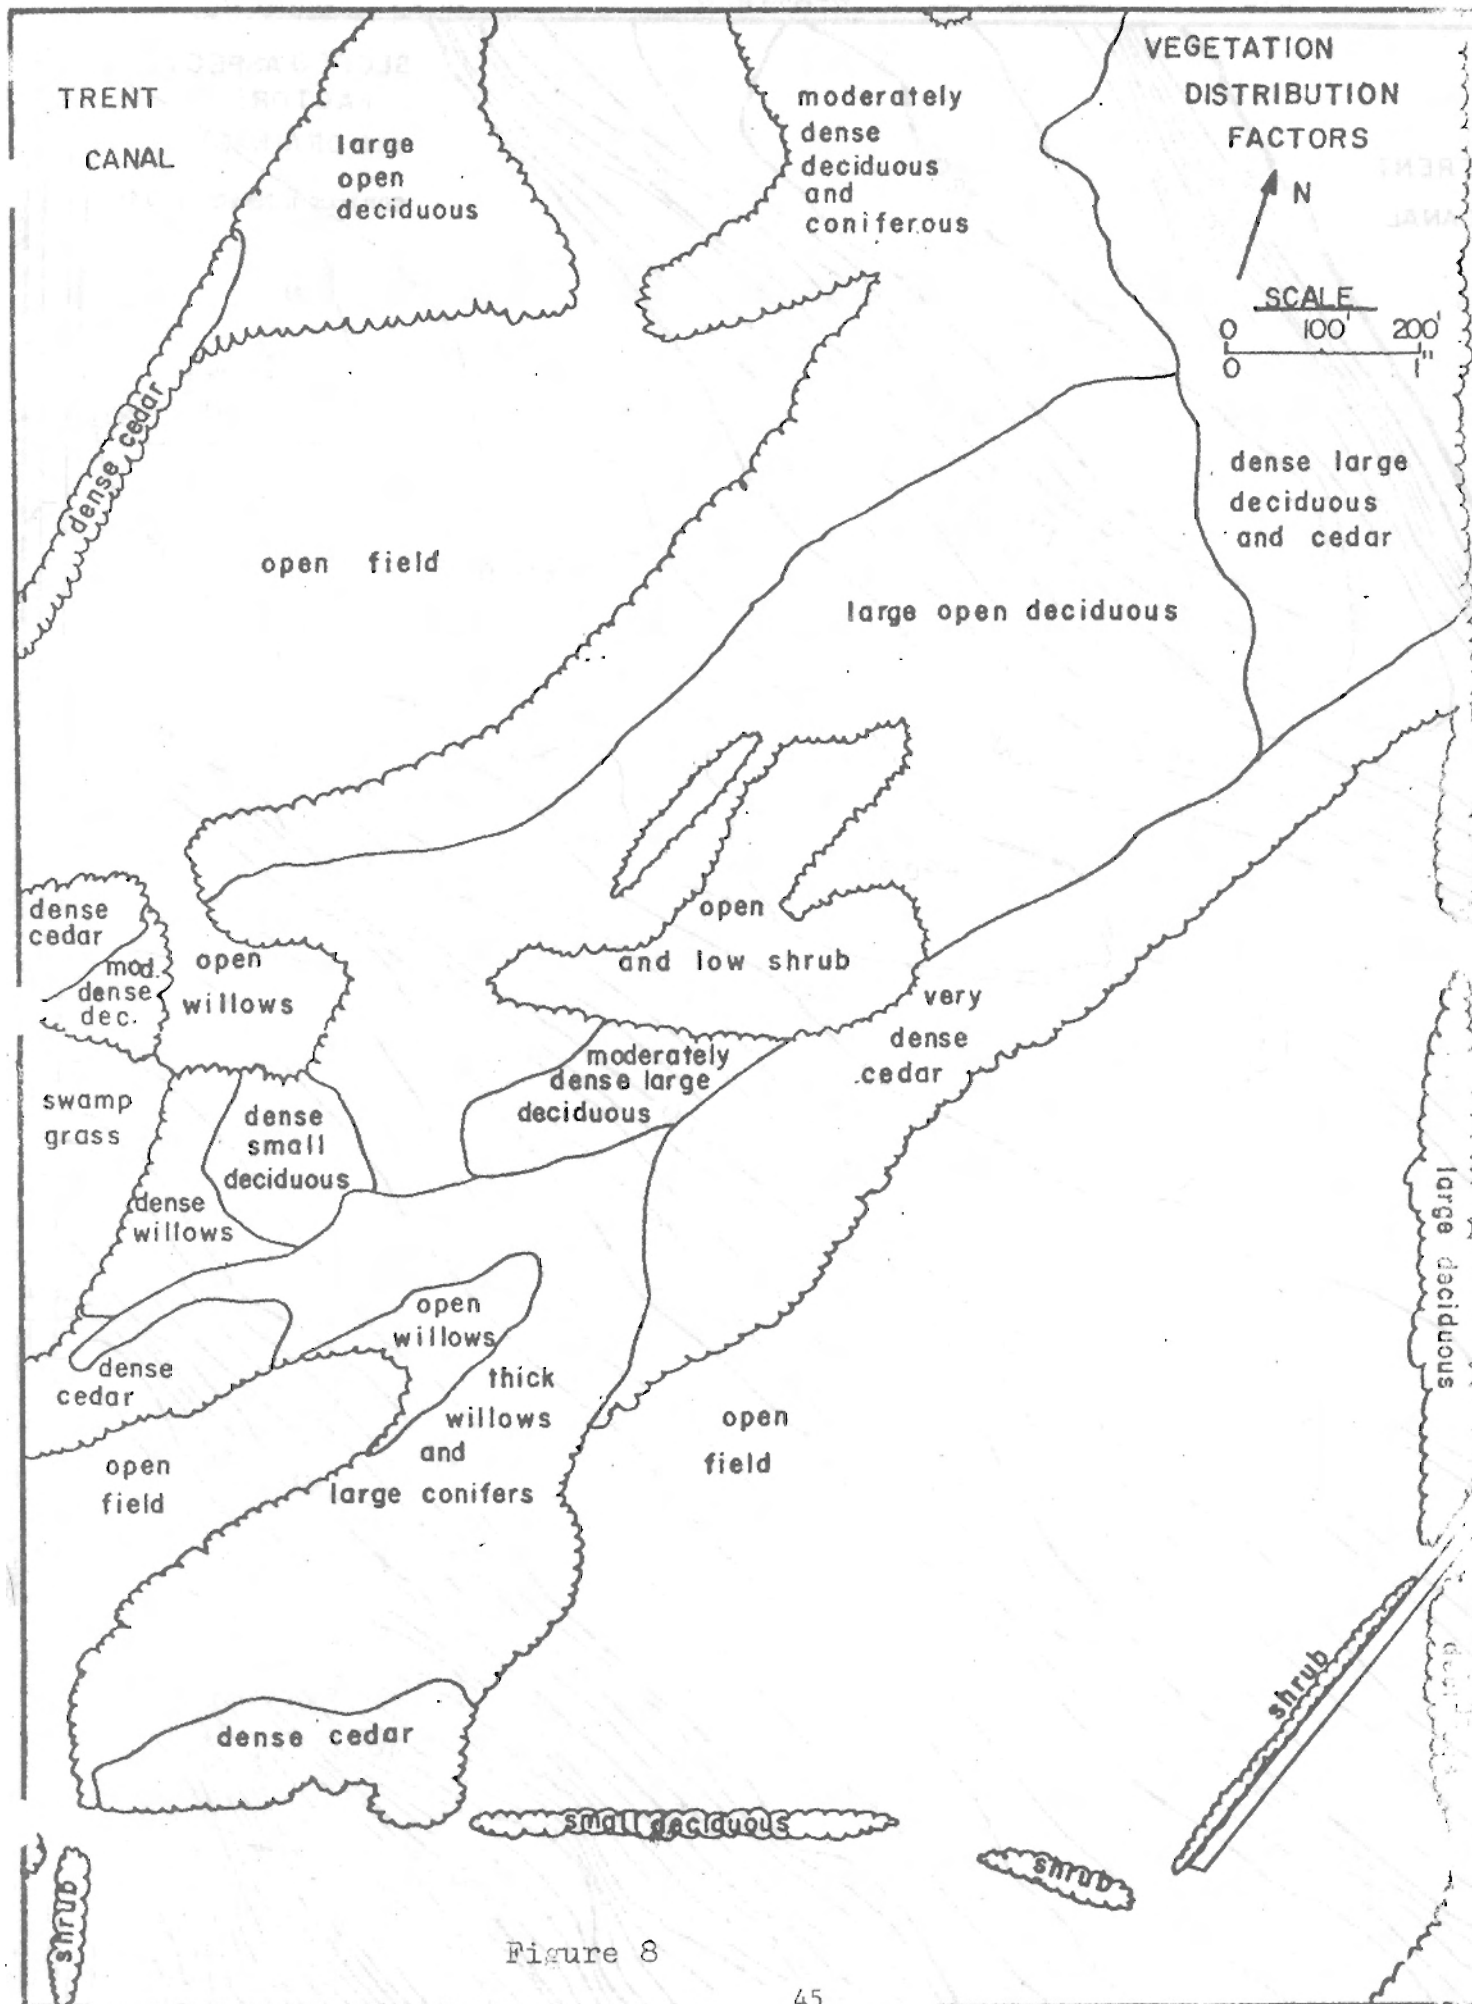 VEGETATION
DISTRIBUTION
FACTORS
N
SCALE
0 100' 200'
0 1"
TRENT
CANAL
large
open
deciduous
moderately
dense
deciduous
and
coniferous
dense cedar
open field
dense large
deciduous
and cedar
large open deciduous
open
and low shrub
dense
cedar
mod.
dense
dec.
open
willows
very
dense
cedar
moderately
dense large
deciduous
swamp
grass
dense
small
deciduous
dense
willows
large deciduous
open
willows
dense
cedar
thick
willows
and
large conifers
open
field
open
field
shrub
dense cedar
small deciduous
shrub
shrub
Figure 8
45